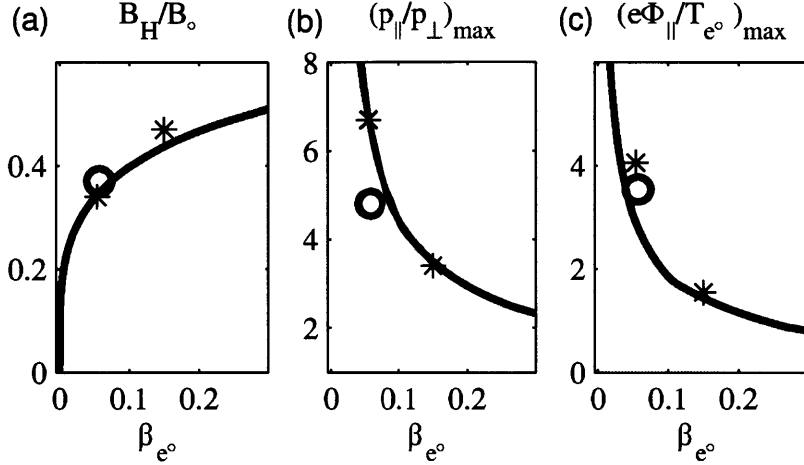 (a) B_H/B_∘
0.4
0.2
0
0 0.1 0.2
β_e∘
(b) (p_∥/p_⊥)_max
8
6
4
2
0 0.1 0.2
β_e∘
(c) (eΦ_∥/T_e∘)_max
6
4
2
0
0 0.1 0.2
β_e∘